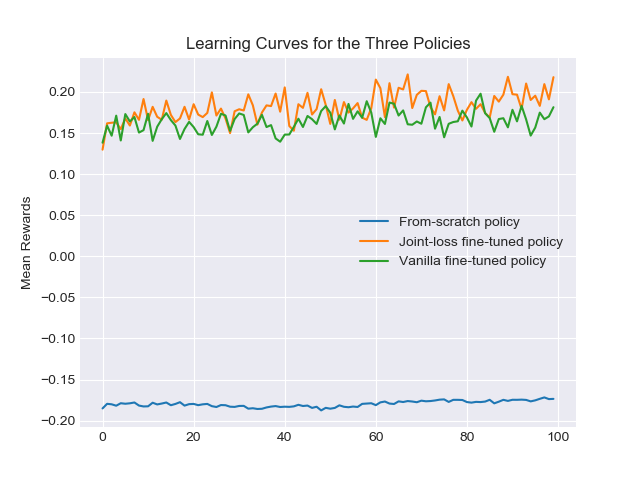 Learning Curves for the Three Policies
Mean Rewards
0.20
0.15
0.10
0.05
0.00
−0.05
−0.10
−0.15
−0.20
From-scratch policy
Joint-loss fine-tuned policy
Vanilla fine-tuned policy
0 20 40 60 80 100